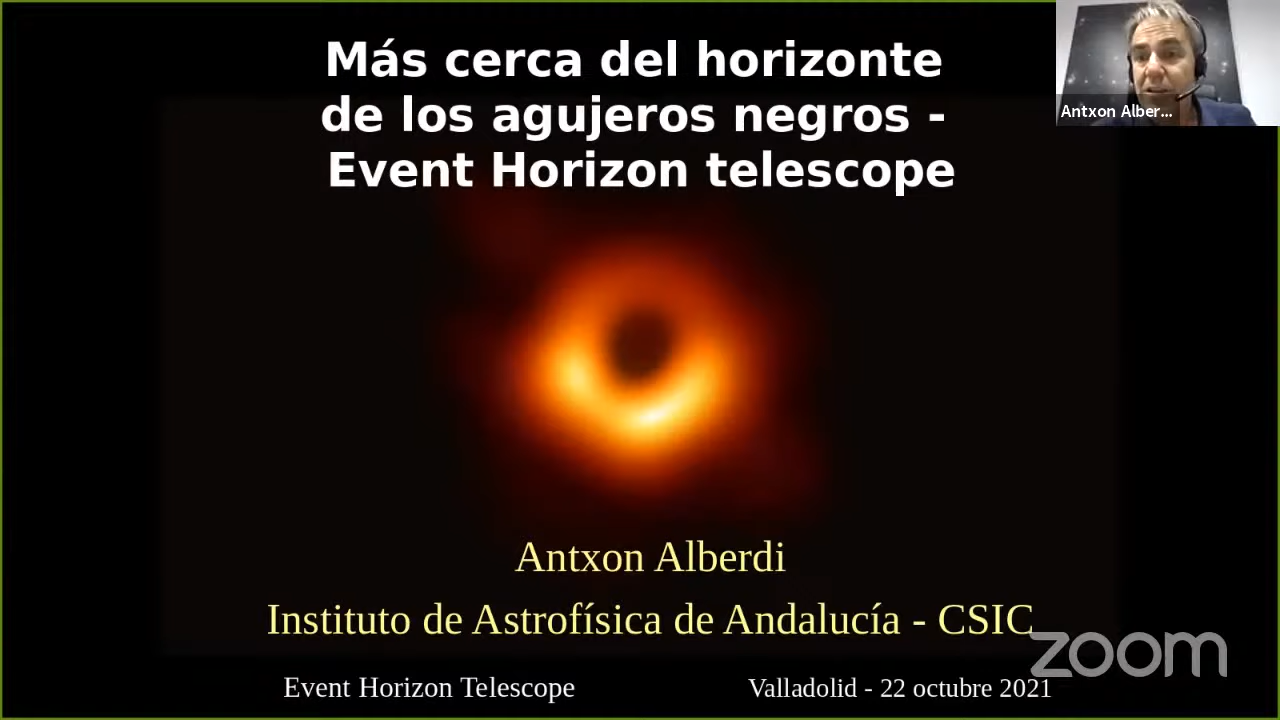 Más cerca del horizonte
de los agujeros negros -
Event Horizon telescope
Antxon Alber...
Antxon Alberdi
Instituto de Astrofísica de Andalucía - CSIC
zoom
Event Horizon Telescope
Valladolid - 22 octubre 2021